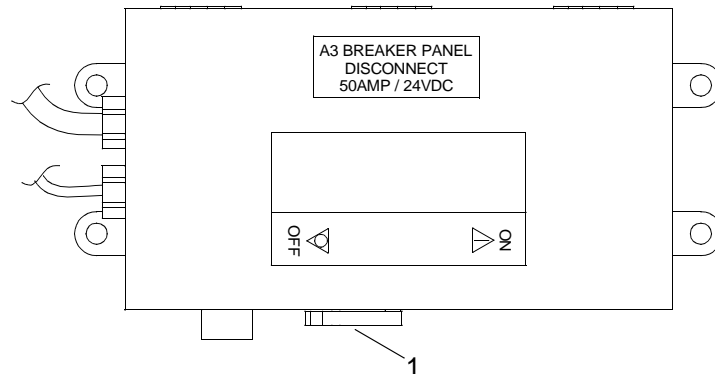 A3 BREAKER PANEL
DISCONNECT
50AMP / 24VDC
OFF
ON
1